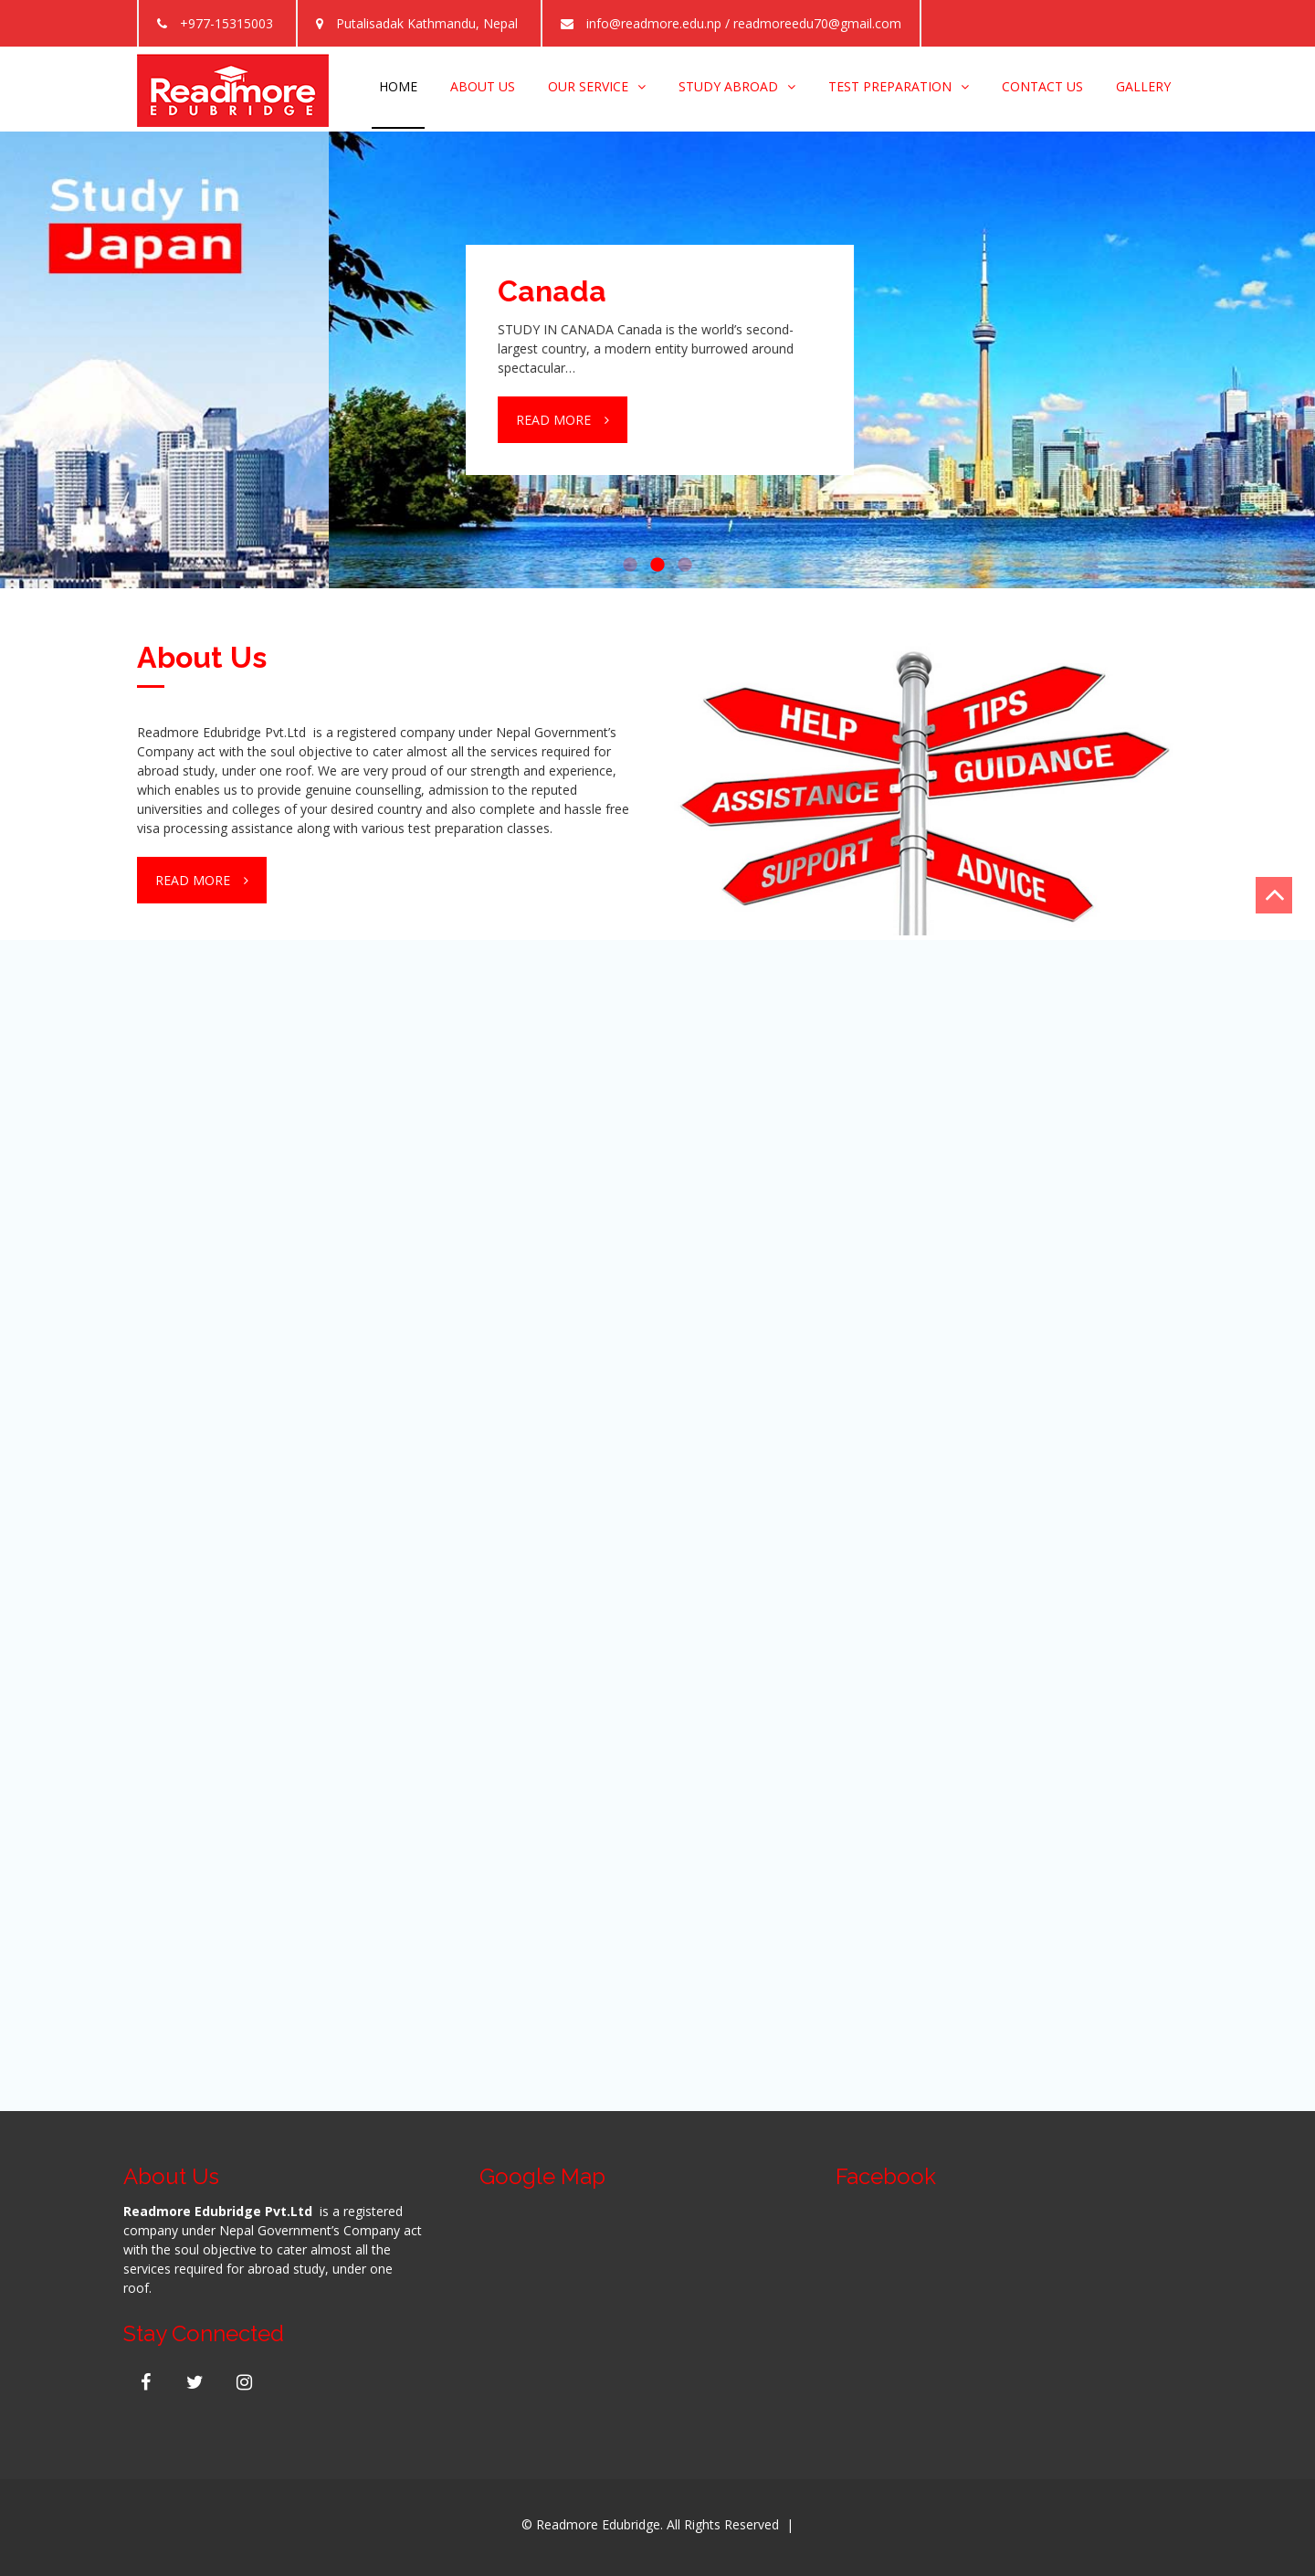 +977-15315003
Putalisadak Kathmandu, Nepal
info@readmore.edu.np / readmoreedu70@gmail.com
Readmore
EDUBRIDGE
HOME
ABOUT US
OUR SERVICE
STUDY ABROAD
TEST PREPARATION
CONTACT US
GALLERY
Study in
Japan
Canada
STUDY IN CANADA Canada is the world’s second-
largest country, a modern entity burrowed around
spectacular…
READ MORE
About Us
Readmore Edubridge Pvt.Ltd  is a registered company under Nepal Government’s
Company act with the soul objective to cater almost all the services required for
abroad study, under one roof. We are very proud of our strength and experience,
which enables us to provide genuine counselling, admission to the reputed
universities and colleges of your desired country and also complete and hassle free
visa processing assistance along with various test preparation classes.
READ MORE
HELP
TIPS
ASSISTANCE
GUIDANCE
SUPPORT
ADVICE
About Us
Readmore Edubridge Pvt.Ltd  is a registered
company under Nepal Government’s Company act
with the soul objective to cater almost all the
services required for abroad study, under one
roof.
Stay Connected
Google Map
Facebook
© Readmore Edubridge. All Rights Reserved  |